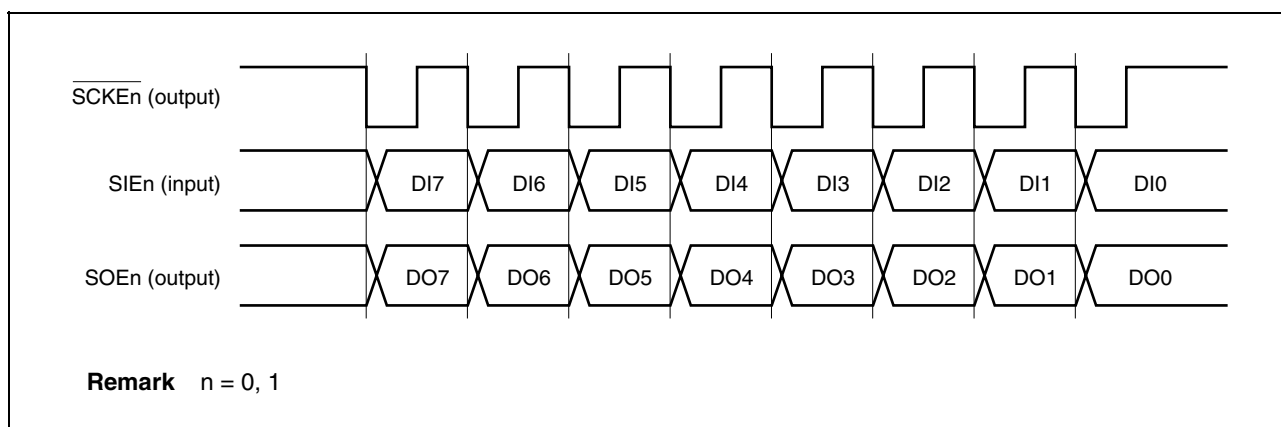 SCKEn (output)
SIEn (input) DI7 DI6 DI5 DI4 DI3 DI2 DI1 DI0
SOEn (output) DO7 DO6 DO5 DO4 DO3 DO2 DO1 DO0
Remark n = 0, 1